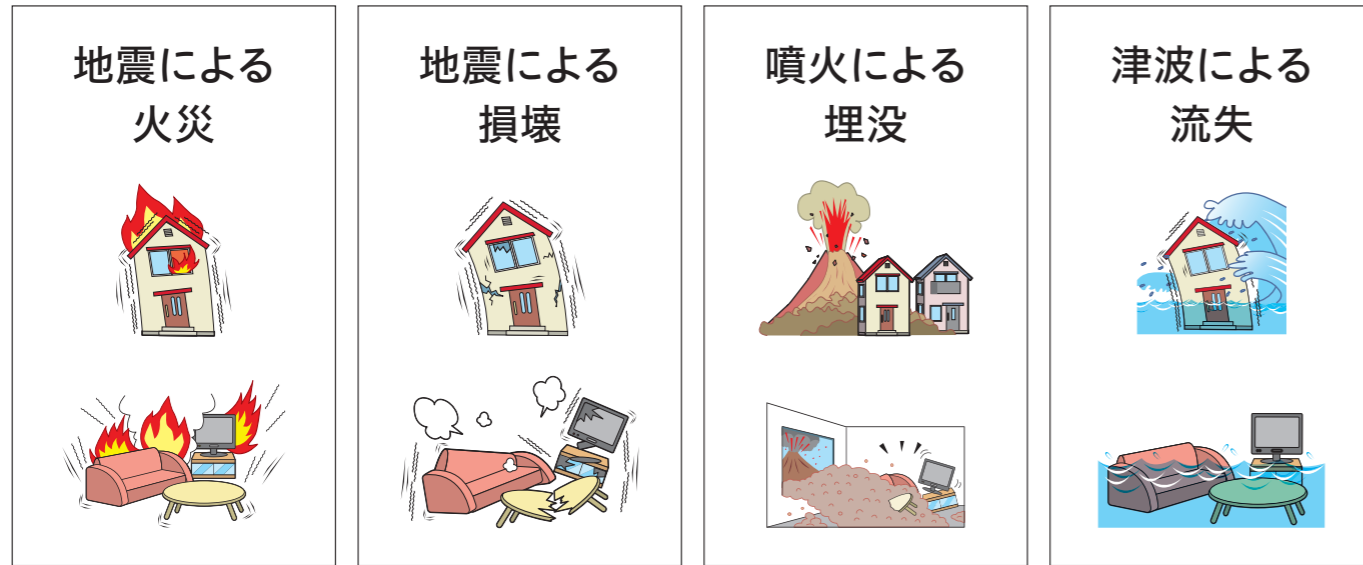 地震による
火災
地震による
損壊
噴火による
埋没
津波による
流失